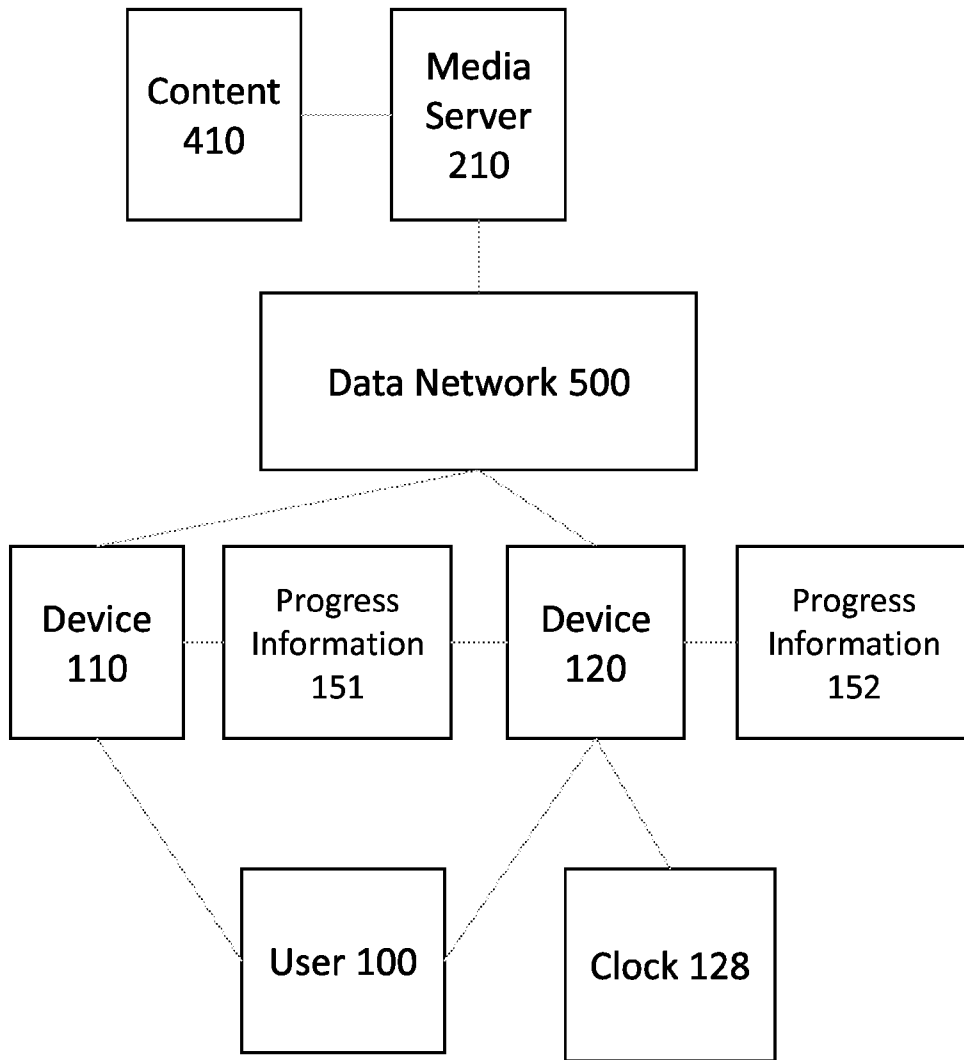 Content
410
Media
Server
210
Data Network 500
Device
110
Progress
Information
151
Device
120
Progress
Information
152
User 100
Clock 128